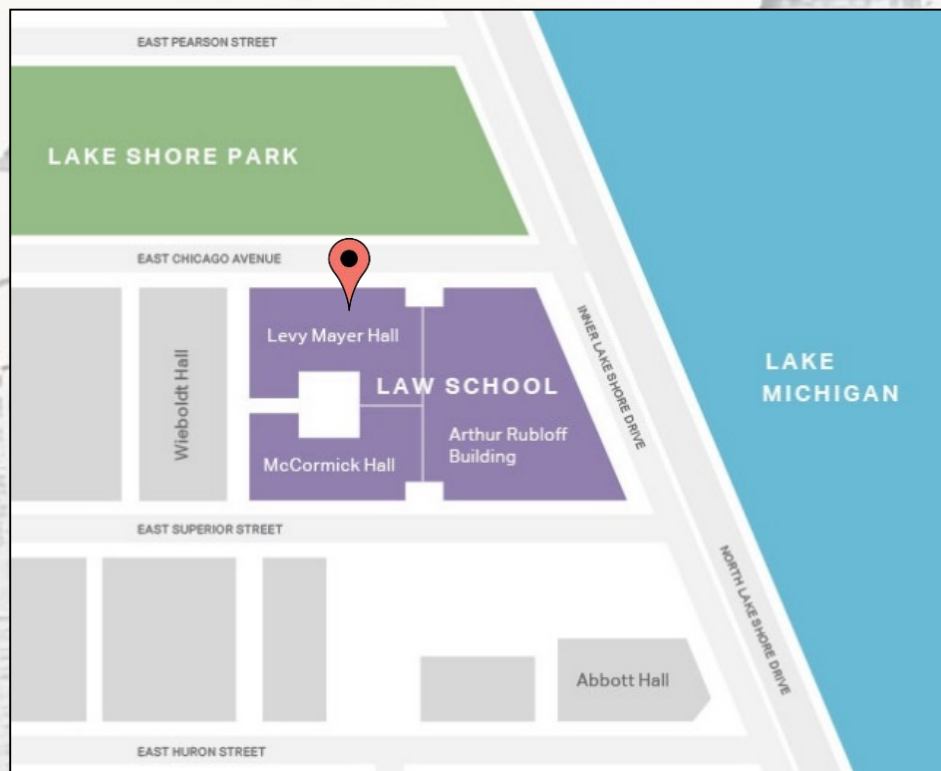 EAST PEARSON STREET
LAKE SHORE PARK
EAST CHICAGO AVENUE
Levy Mayer Hall
Wieboldt Hall
LAW SCHOOL
INNER LAKE SHORE DRIVE
LAKE
MICHIGAN
Arthur Rubloff
Building
McCormick Hall
EAST SUPERIOR STREET
NORTH LAKE SHORE DRIVE
Abbott Hall
EAST HURON STREET